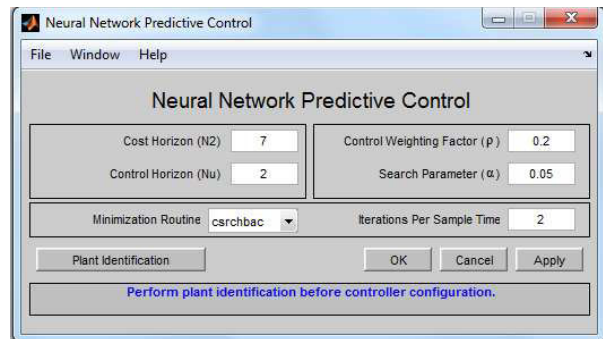 Neural Network Predictive Control
File Window Help
Neural Network Predictive Control
Cost Horizon (N2) 7 Control Weighting Factor (ρ) 0.2
Control Horizon (Nu) 2 Search Parameter (α) 0.05
Minimization Routine csrchbac Iterations Per Sample Time 2
Plant Identification OK Cancel Apply
Perform plant identification before controller configuration.